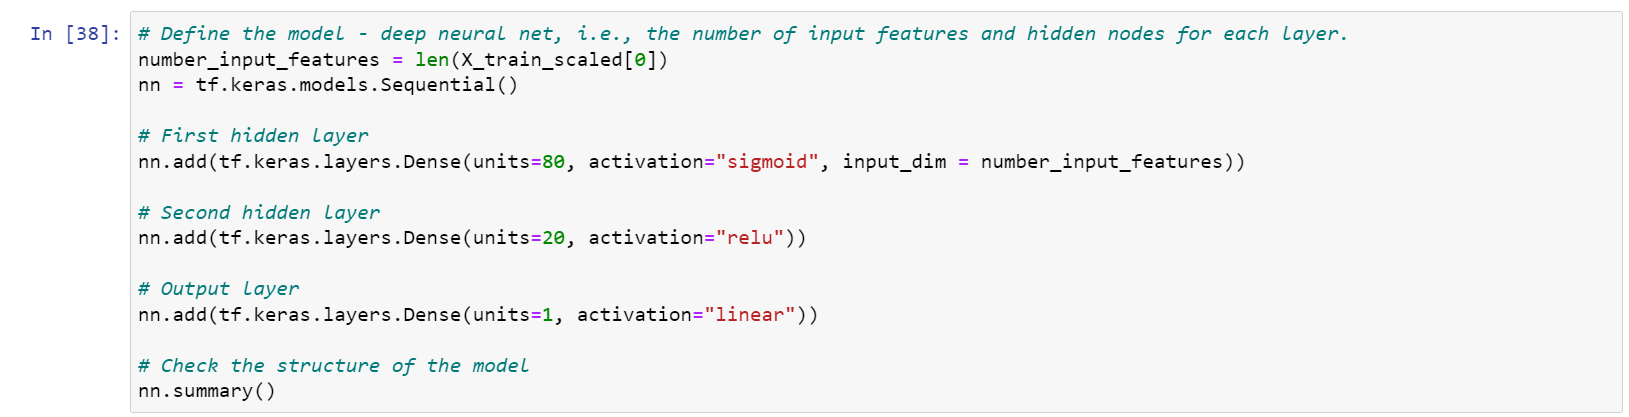 In [38]: # Define the model - deep neural net, i.e., the number of input features and hidden nodes for each layer.
number_input_features = len(X_train_scaled[0])
nn = tf.keras.models.Sequential()
# First hidden layer
nn.add(tf.keras.layers.Dense(units=80, activation="sigmoid", input_dim = number_input_features))
# Second hidden layer
nn.add(tf.keras.layers.Dense(units=20, activation="relu"))
# Output layer
nn.add(tf.keras.layers.Dense(units=1, activation="linear"))
# Check the structure of the model
nn.summary()